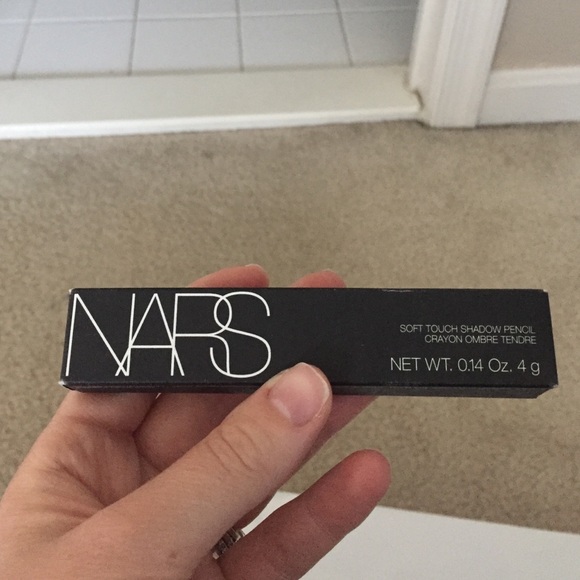 NARS
SOFT TOUCH SHADOW PENCIL
CRAYON OMBRE TENDRE
NET WT. 0.14 Oz. 4 g